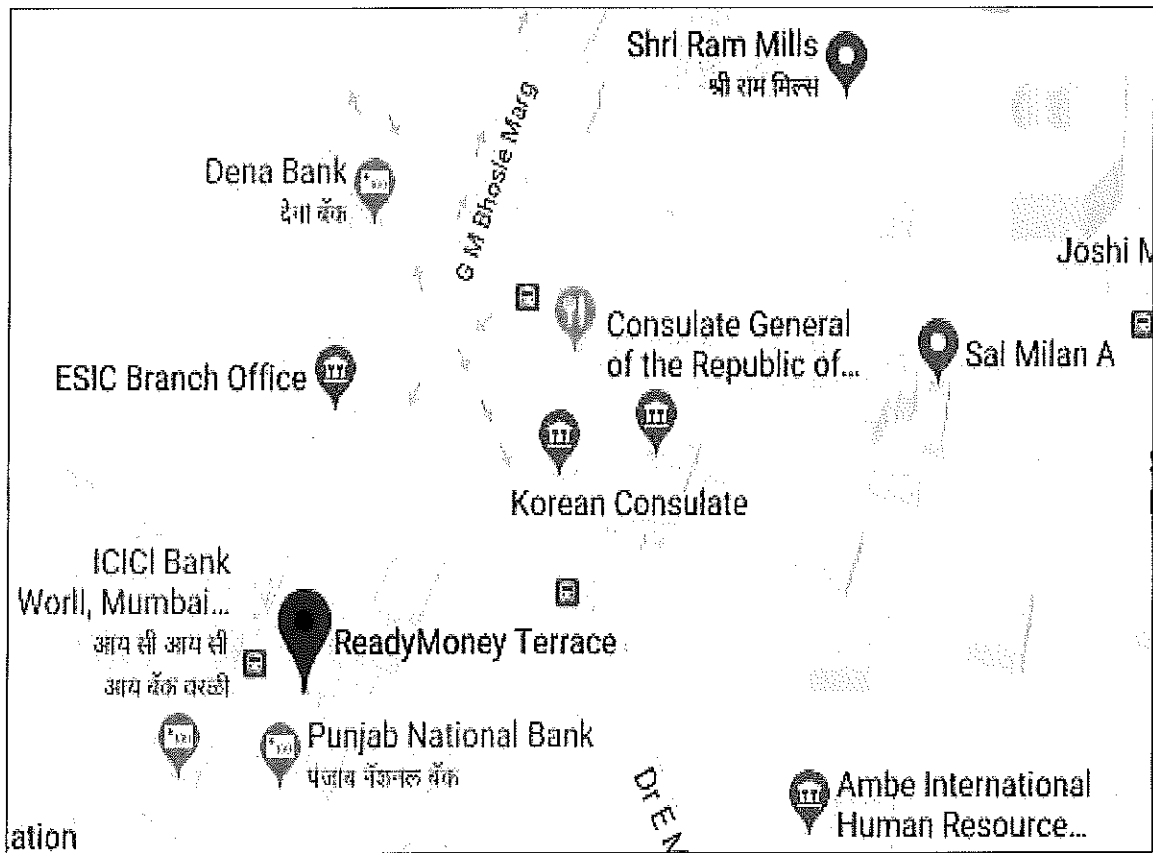 Shri Ram Mills
श्री राम मिल्स
G M Bhosle Marg
Dena Bank
देना बॅक
Joshi M
Consulate General
of the Republic of...
Sai Milan A
ESIC Branch Office
Korean Consulate
ICICI Bank
Worli, Mumbai...
आय सी आय सी
आय बॅक वरळी
ReadyMoney Terrace
Punjab National Bank
पंजाब नॅशनल बॅक
Dr E M
Ambe International
Human Resource...
ation